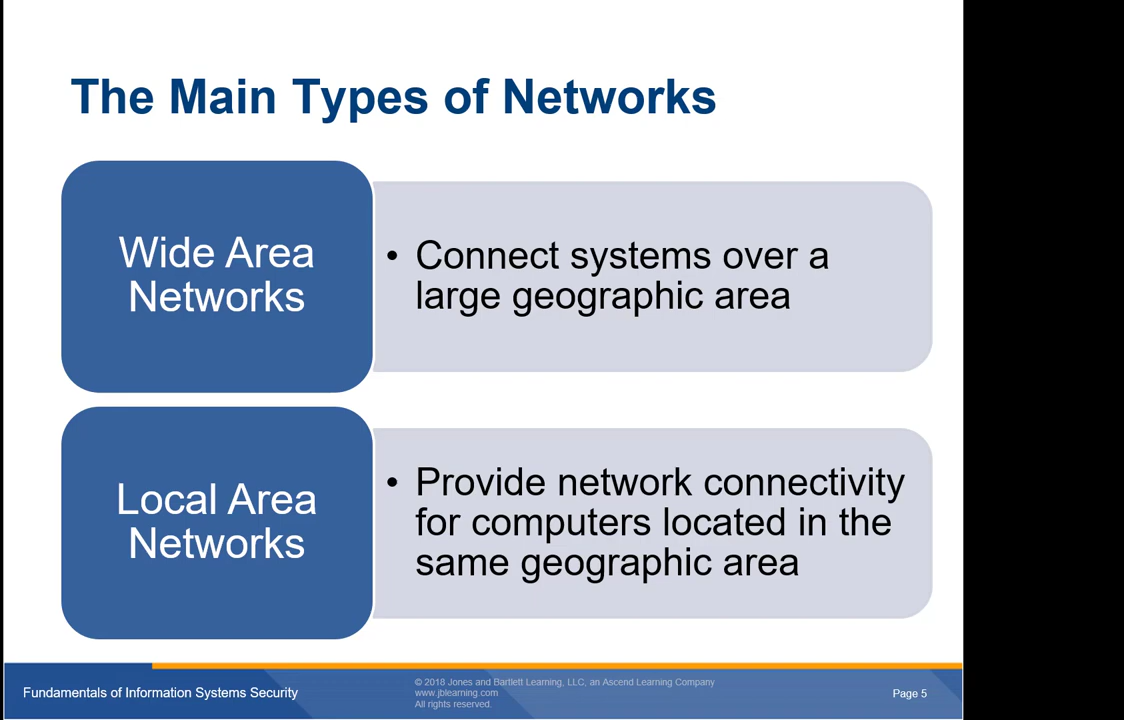 The Main Types of Networks
Wide Area
Networks
• Connect systems over a
large geographic area
Local Area
Networks
• Provide network connectivity
for computers located in the
same geographic area
Fundamentals of Information Systems Security
© 2018 Jones and Bartlett Learning, LLC, an Ascend Learning Company
www.jblearning.com
All rights reserved.
Page 5